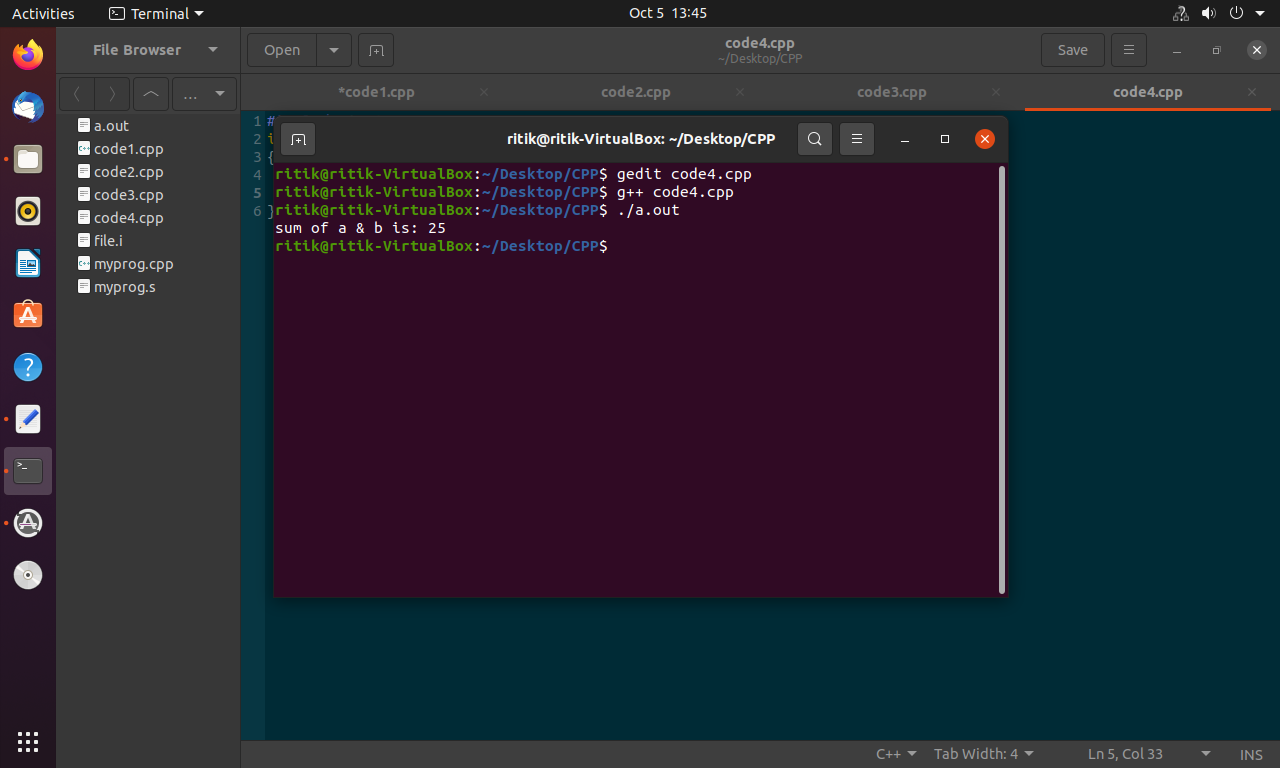 Activities Terminal Oct 5 13:45
File Browser Open code4.cpp Save
~/Desktop/CPP
... *code1.cpp code2.cpp code3.cpp code4.cpp
a.out
code1.cpp
code2.cpp
code3.cpp
code4.cpp
file.i
myprog.cpp
myprog.s
1 #
2 i
3 {
4
5
6 }
ritik@ritik-VirtualBox: ~/Desktop/CPP
ritik@ritik-VirtualBox:~/Desktop/CPP$ gedit code4.cpp
ritik@ritik-VirtualBox:~/Desktop/CPP$ g++ code4.cpp
ritik@ritik-VirtualBox:~/Desktop/CPP$ ./a.out
sum of a & b is: 25
ritik@ritik-VirtualBox:~/Desktop/CPP$
C++ Tab Width: 4 Ln 5, Col 33 INS